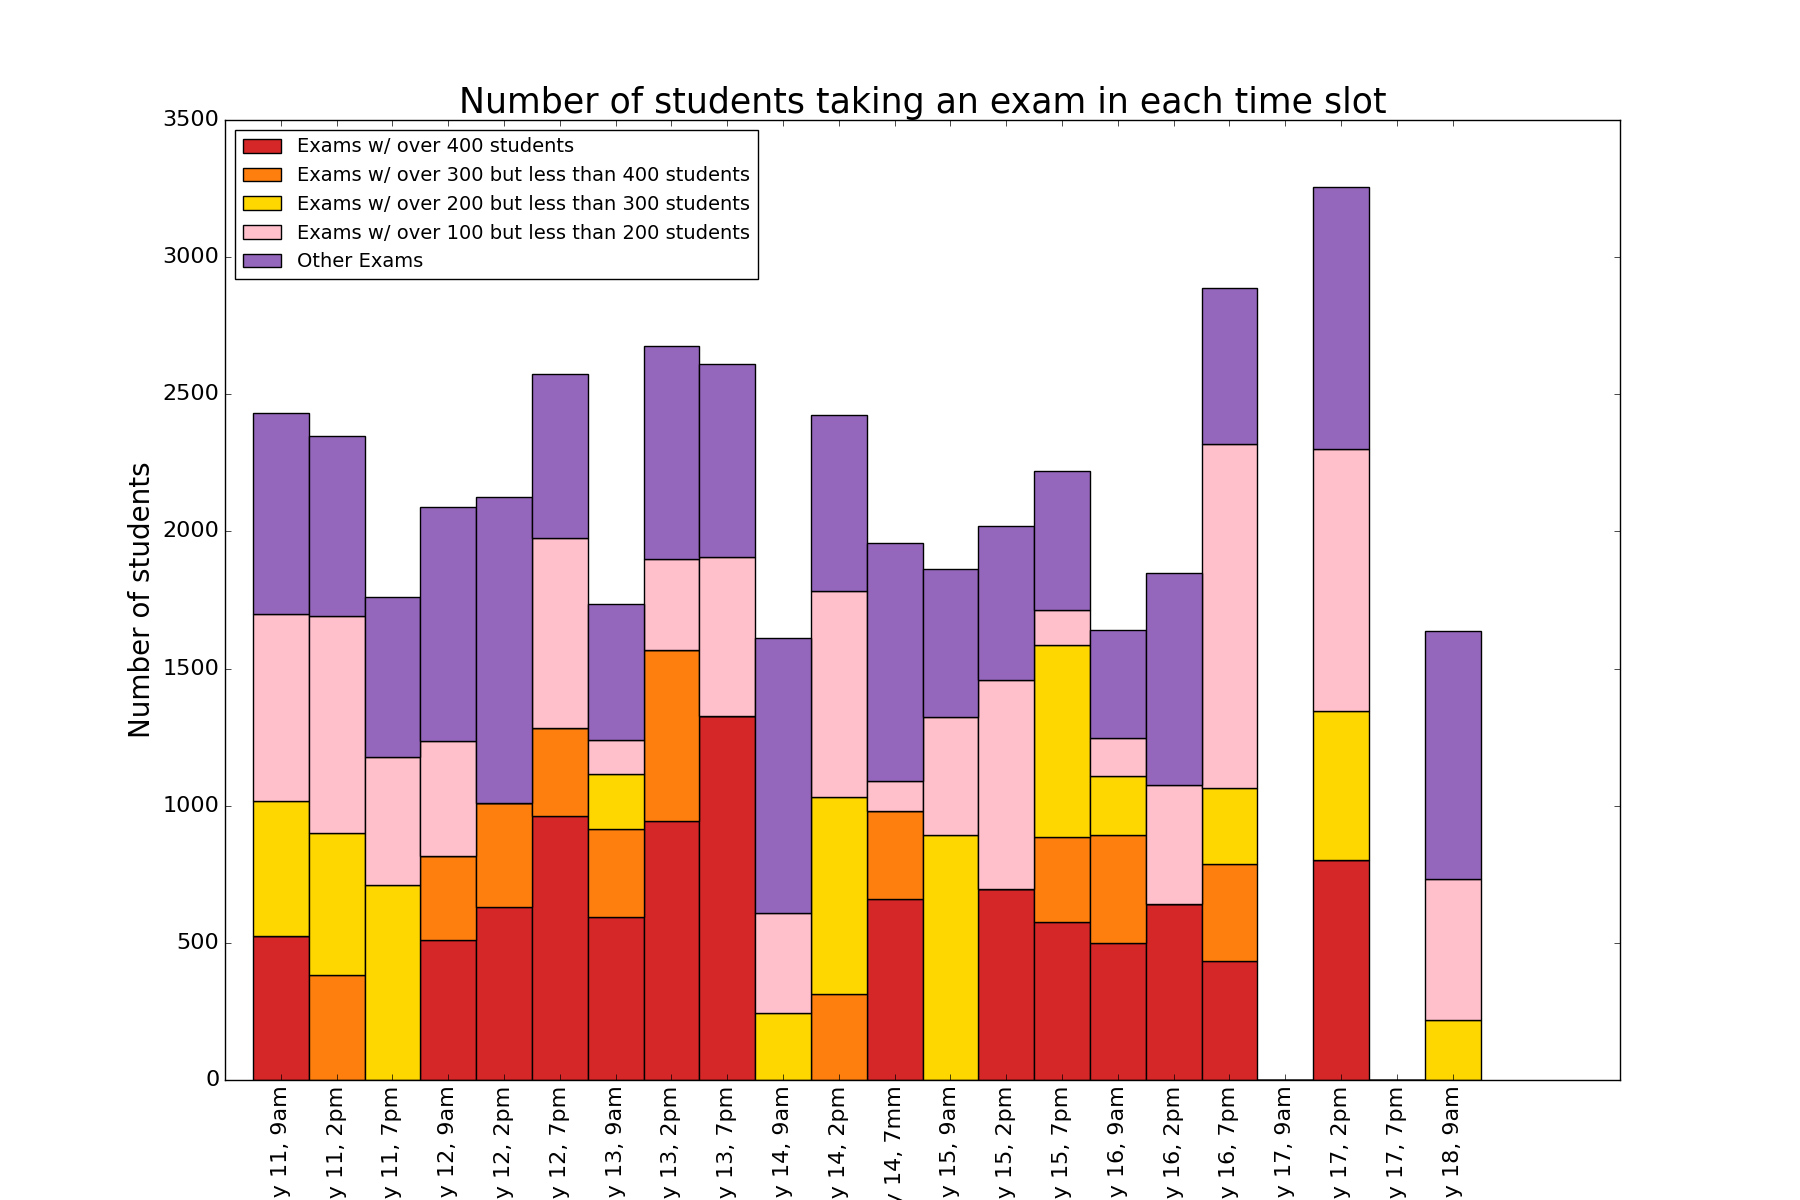 Number of students taking an exam in each time slot
3500
3000
2500
2000
1500
1000
500
0
Number of students
Exams w/ over 400 students
Exams w/ over 300 but less than 400 students
Exams w/ over 200 but less than 300 students
Exams w/ over 100 but less than 200 students
Other Exams
y 11, 9am
y 11, 2pm
y 11, 7pm
y 12, 9am
y 12, 2pm
y 12, 7pm
y 13, 9am
y 13, 2pm
y 13, 7pm
y 14, 9am
y 14, 2pm
y 14, 7mm
y 15, 9am
y 15, 2pm
y 15, 7pm
y 16, 9am
y 16, 2pm
y 16, 7pm
y 17, 9am
y 17, 2pm
y 17, 7pm
y 18, 9am